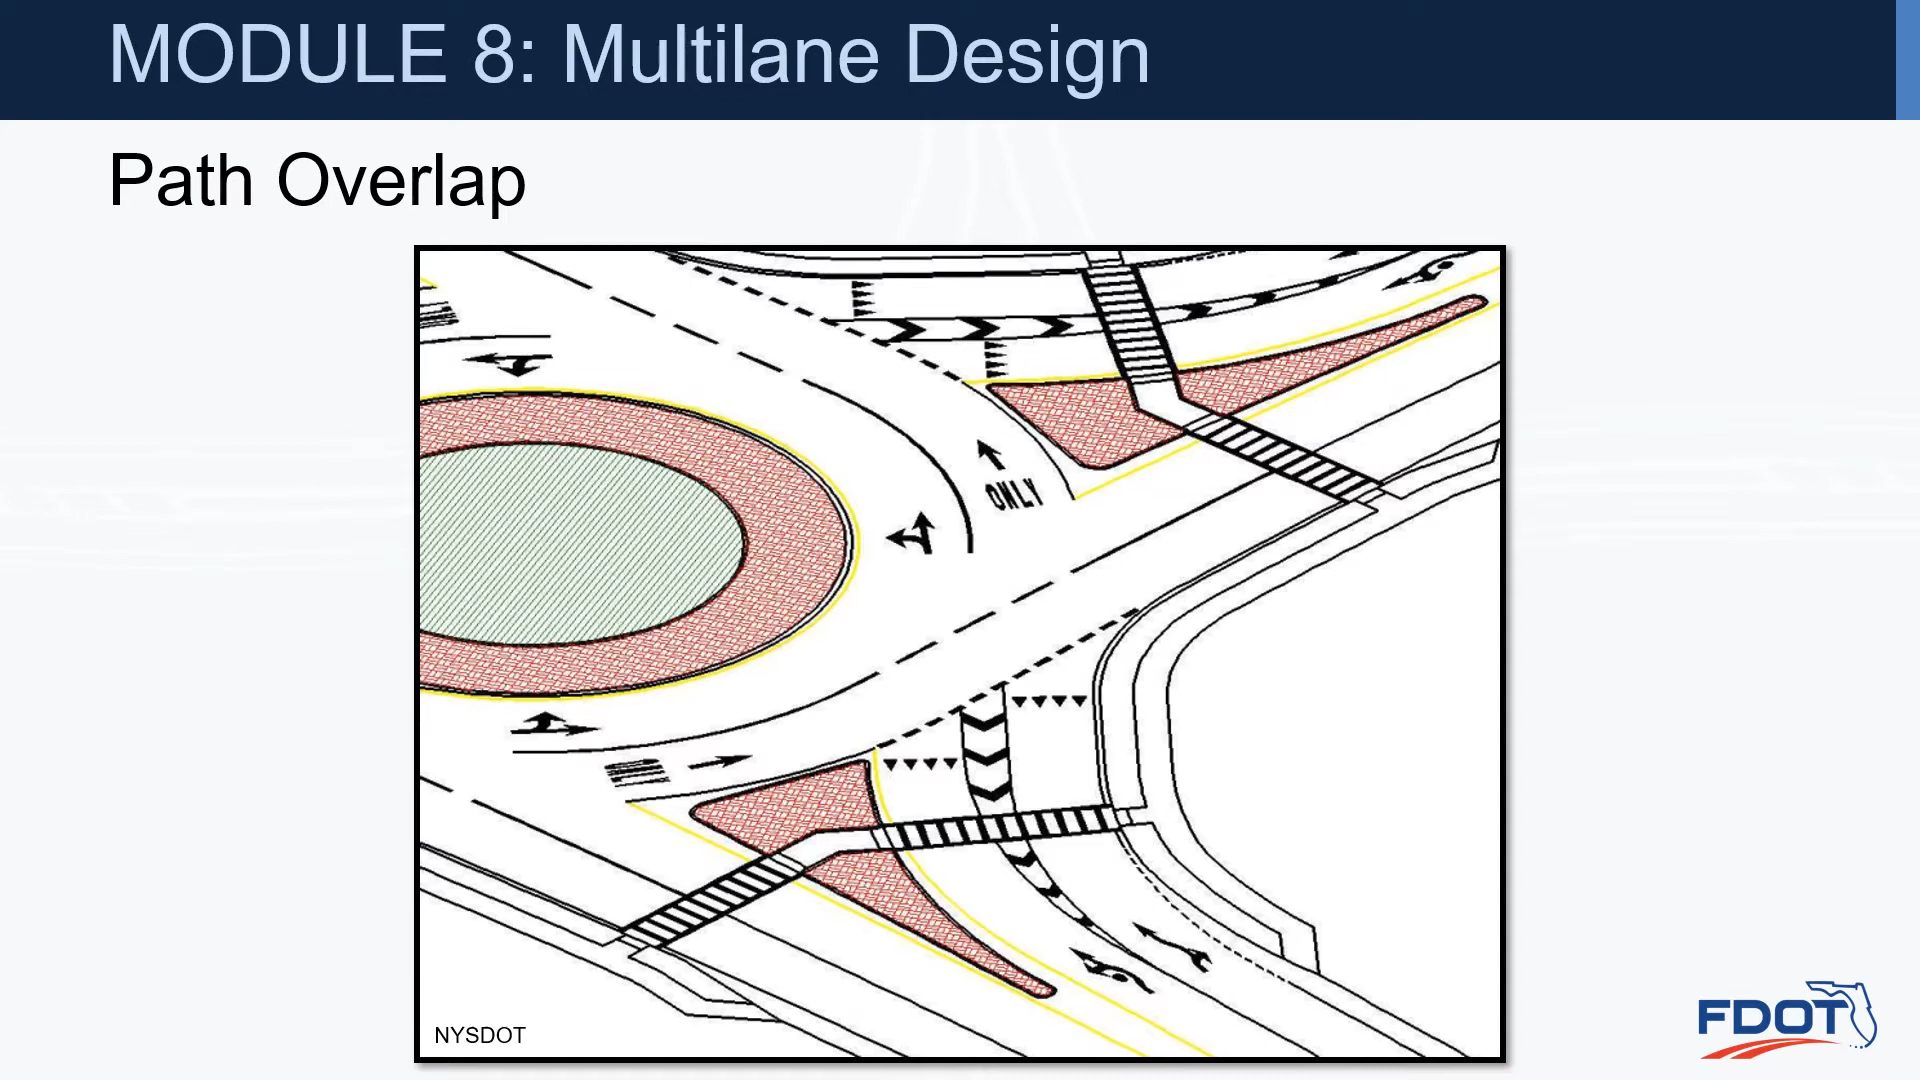 MODULE 8: Multilane Design
Path Overlap
ONLY
NYSDOT
FDOT